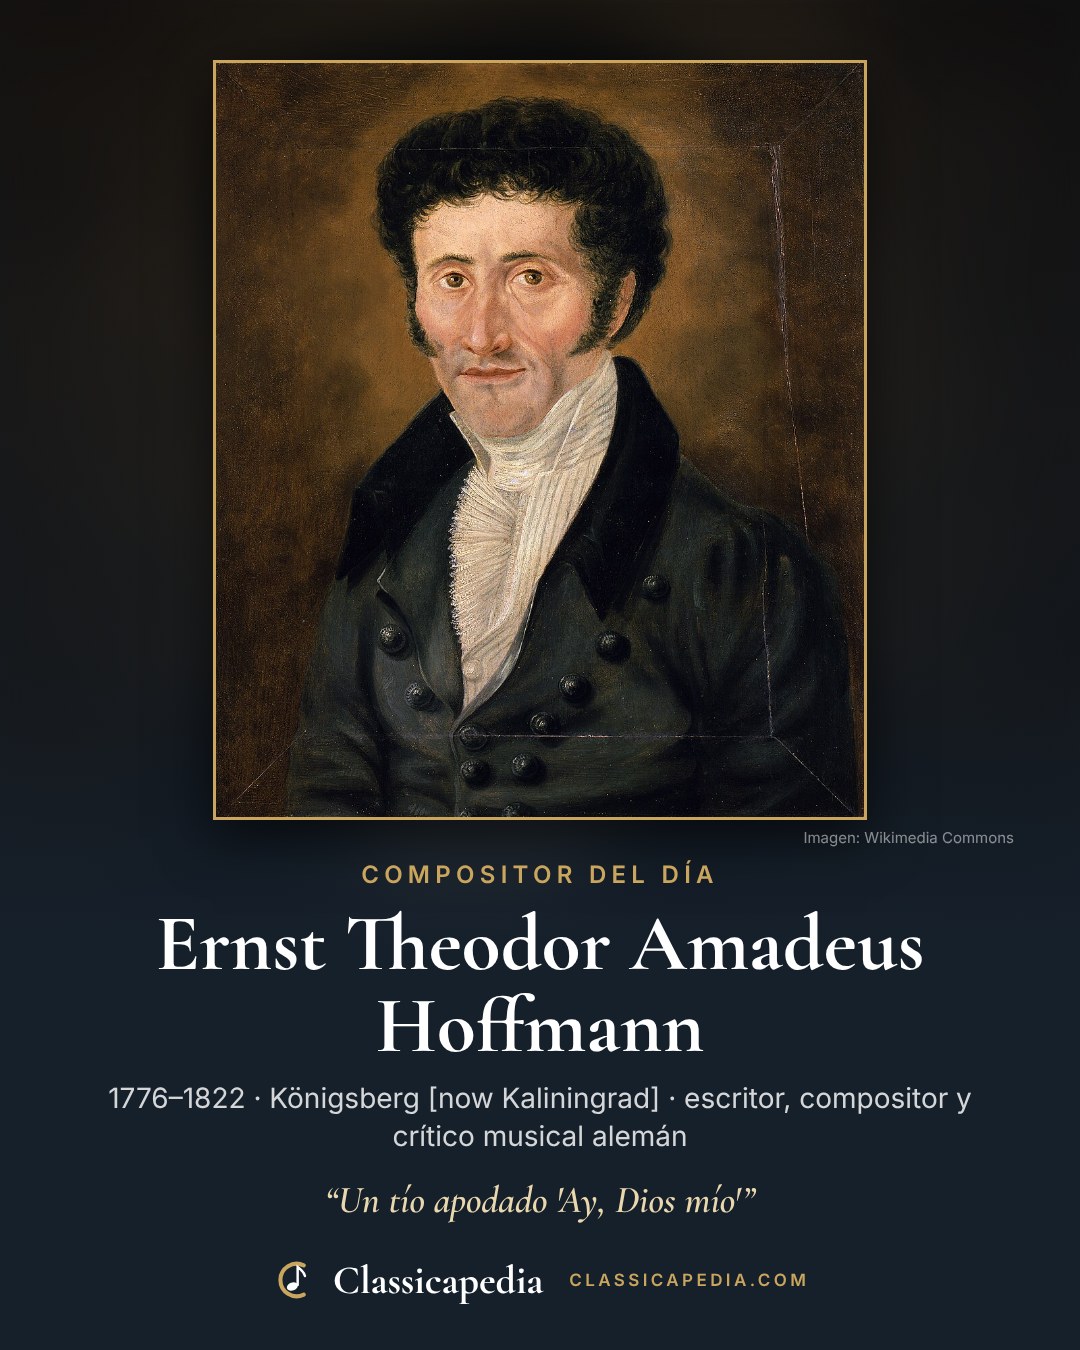 Imagen: Wikimedia Commons
COMPOSITOR DEL DÍA
Ernst Theodor Amadeus
Hoffmann
1776–1822 · Königsberg [now Kaliningrad] · escritor, compositor y
crítico musical alemán
“Un tío apodado 'Ay, Dios mío'”
Classicapedia CLASSICAPEDIA.COM